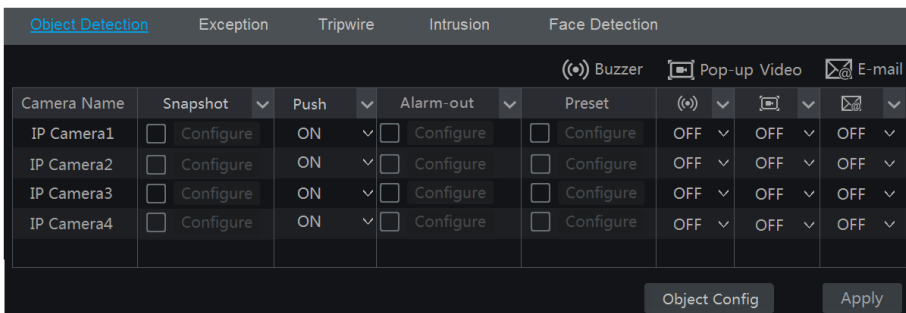 Object Detection Exception Tripwire Intrusion Face Detection
Buzzer Pop-up Video E-mail
Camera Name Snapshot Push Alarm-out Preset
IP Camera1 Configure ON Configure Configure OFF OFF OFF
IP Camera2 Configure ON Configure Configure OFF OFF OFF
IP Camera3 Configure ON Configure Configure OFF OFF OFF
IP Camera4 Configure ON Configure Configure OFF OFF OFF
Object Config Apply